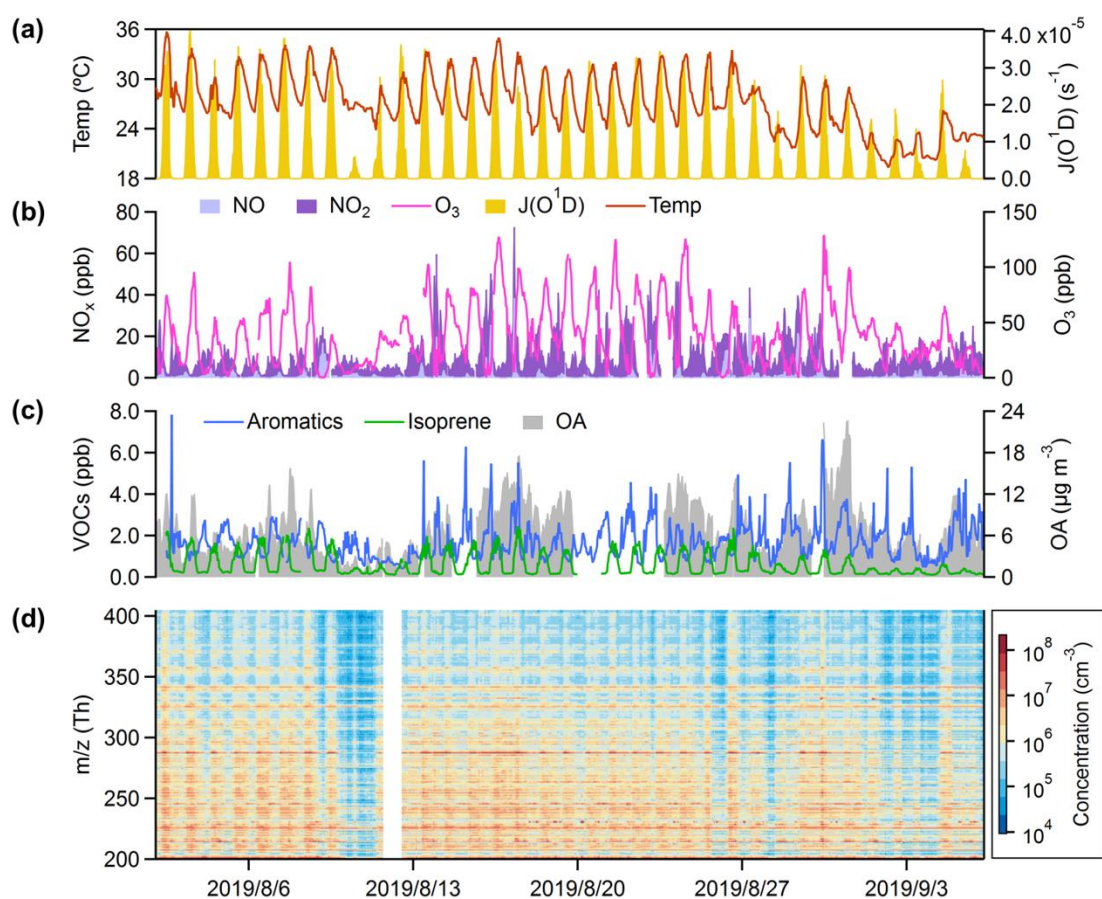 (a)
36
30
24
18
Temp (ºC)
4.0 x10⁻⁵
3.0
2.0
1.0
0.0
J(O¹D) (s⁻¹)
(b)
NO NO₂ O₃ J(O¹D) Temp
80
60
40
20
0
NOₓ (ppb)
150
100
50
0
O₃ (ppb)
(c)
Aromatics Isoprene OA
8.0
6.0
4.0
2.0
0.0
VOCs (ppb)
24
18
12
6
0
OA (µg m⁻³)
(d)
400
350
300
250
200
m/z (Th)
10⁸
10⁷
10⁶
10⁵
10⁴
Concentration (cm⁻³)
2019/8/6 2019/8/13 2019/8/20 2019/8/27 2019/9/3